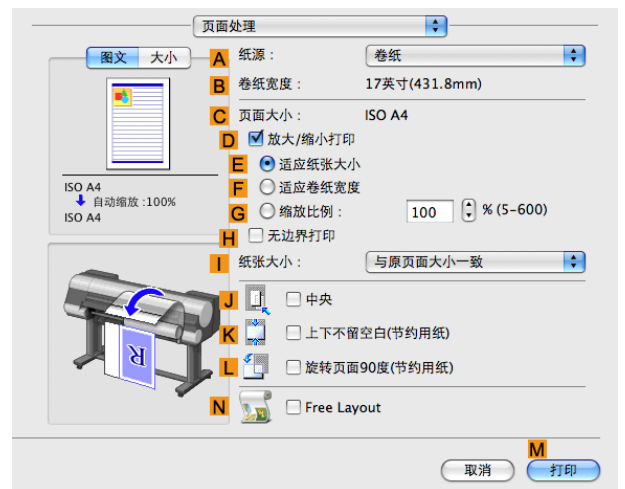 页面处理
图文 大小
A 纸源： 卷纸
B 卷纸宽度： 17英寸(431.8mm)
C 页面大小： ISO A4
D 放大/缩小打印
E 适应纸张大小
F 适应卷纸宽度
G 缩放比例： 100 % (5-600)
H 无边界打印
ISO A4
自动缩放 :100%
ISO A4
I 纸张大小： 与原页面大小一致
J 中央
K 上下不留空白(节约用纸)
L 旋转页面90度(节约用纸)
N Free Layout
R
M
取消 打印